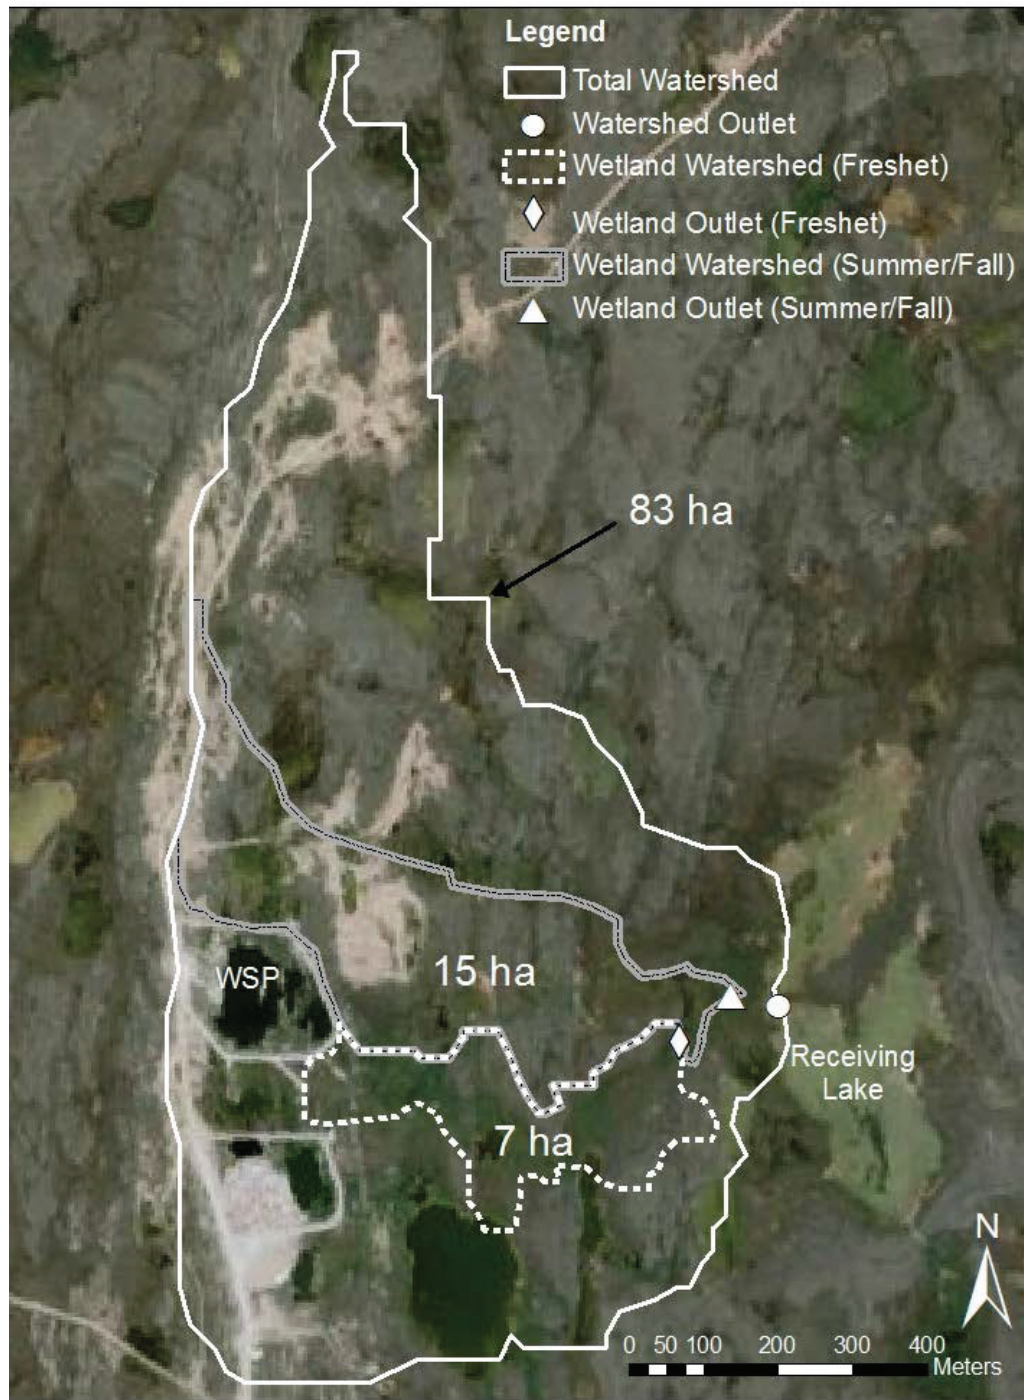 Legend
Total Watershed
Watershed Outlet
Wetland Watershed (Freshet)
Wetland Outlet (Freshet)
Wetland Watershed (Summer/Fall)
Wetland Outlet (Summer/Fall)
83 ha
WSP
15 ha
Receiving
Lake
7 ha
N
0 50 100 200 300 400
Meters